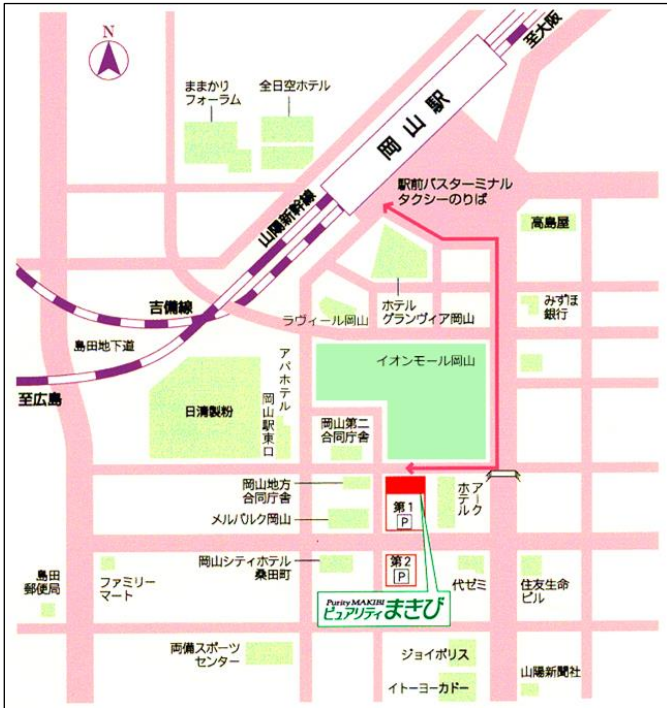 N
至大阪
ままかり
フォーラム
全日空ホテル
岡山駅
山陽新幹線
駅前バスターミナル
タクシーのりば
高島屋
吉備線
ラヴィール岡山
ホテル
グランヴィア岡山
みずほ
銀行
島田地下道
至広島
日清製粉
アパホテル
岡山駅東口
イオンモール岡山
岡山第二
合同庁舎
岡山地方
合同庁舎
メルパルク岡山
第1
P
アーク
ホテル
島田
郵便局
ファミリー
マート
岡山シティホテル
桑田町
第2
P
代ゼミ
住友生命
ビル
Purity MAKIBI
ピュアリティまきび
両備スポーツ
センター
ジョイポリス
イトーヨーカドー
山陽新聞社